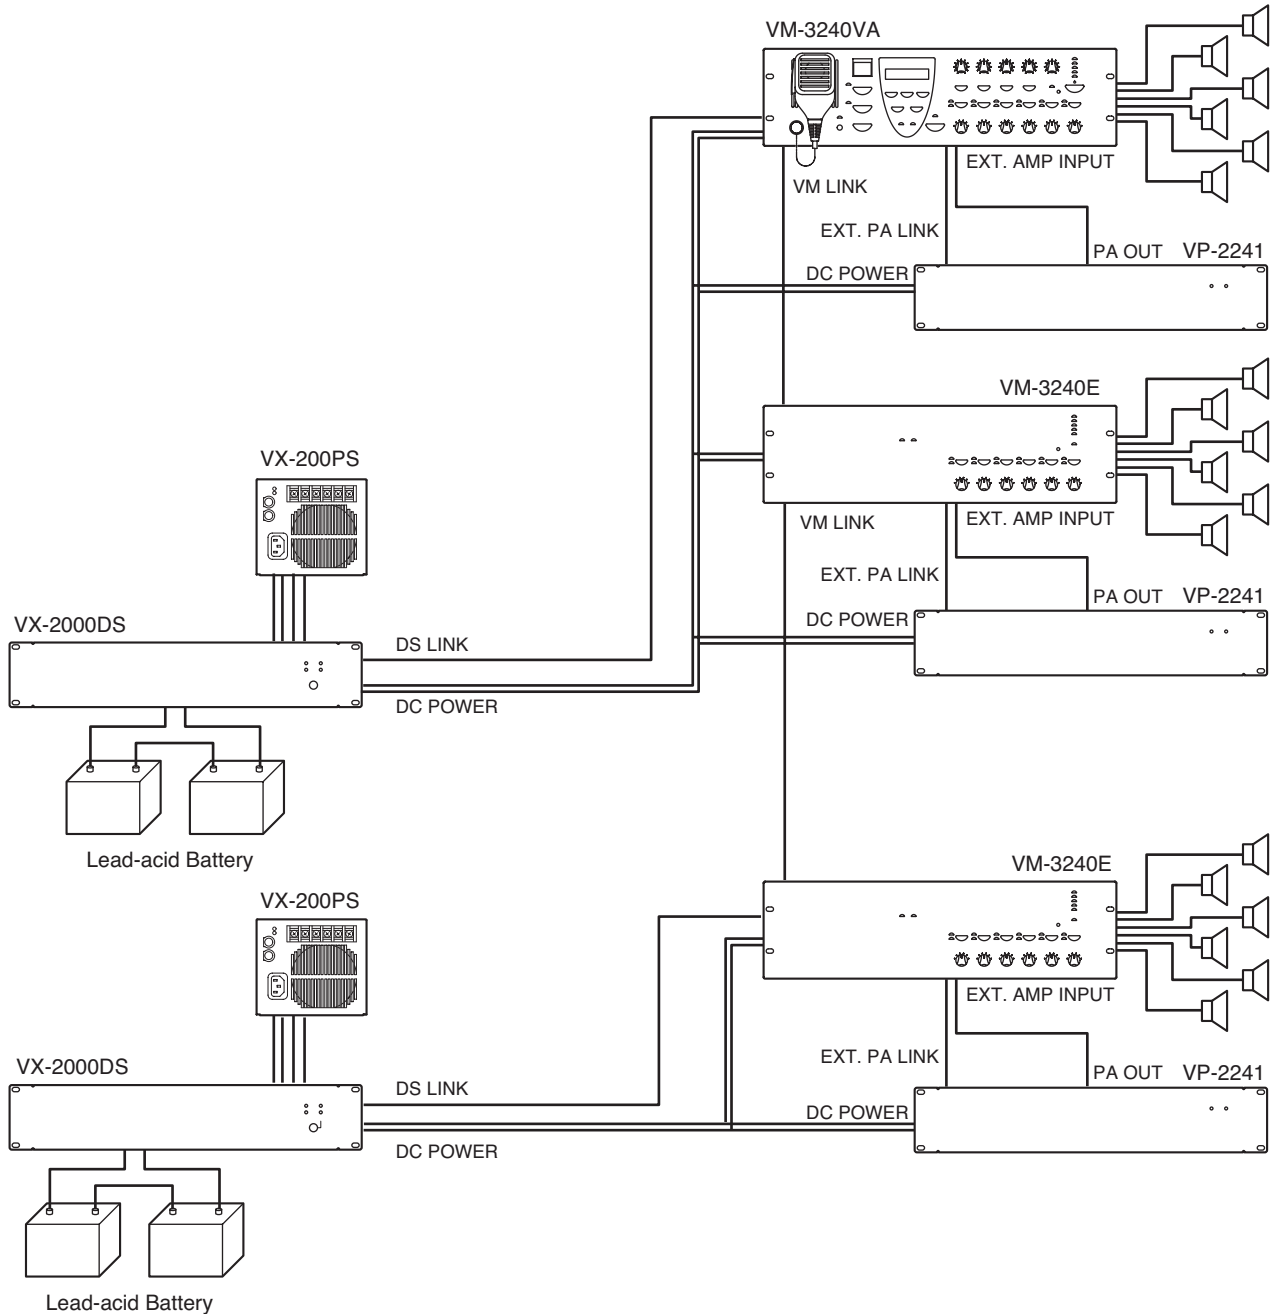 VM-3240VA
VM LINK
EXT. AMP INPUT
EXT. PA LINK
PA OUT
VP-2241
DC POWER
VM-3240E
VM LINK
EXT. AMP INPUT
EXT. PA LINK
PA OUT
VP-2241
DC POWER
VX-200PS
VX-2000DS
DS LINK
DC POWER
Lead-acid Battery
VM-3240E
EXT. AMP INPUT
EXT. PA LINK
PA OUT
VP-2241
DC POWER
VX-200PS
VX-2000DS
DS LINK
DC POWER
Lead-acid Battery